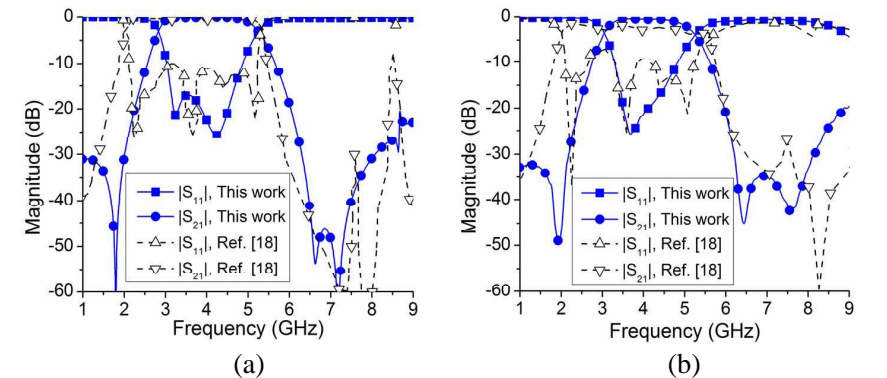 0
-10
-20
-30
-40
-50
-60
Magnitude (dB)
|S11|, This work
|S21|, This work
|S11|, Ref. [18]
|S21|, Ref. [18]
1 2 3 4 5 6 7 8 9
Frequency (GHz)
(a)
0
-10
-20
-30
-40
-50
-60
Magnitude (dB)
|S11|, This work
|S21|, This work
|S11|, Ref. [18]
|S21|, Ref. [18]
1 2 3 4 5 6 7 8 9
Frequency (GHz)
(b)